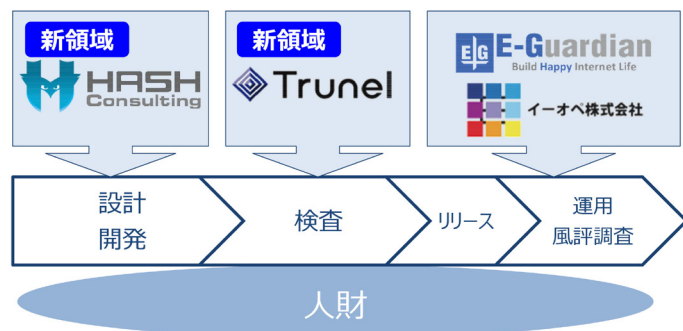 新領域
HASH
Consulting
新領域
Trunel
EG E-Guardian
Build Happy Internet Life
イーオペ株式会社
設計
開発
検査
リリース
運用
風評調査
人財